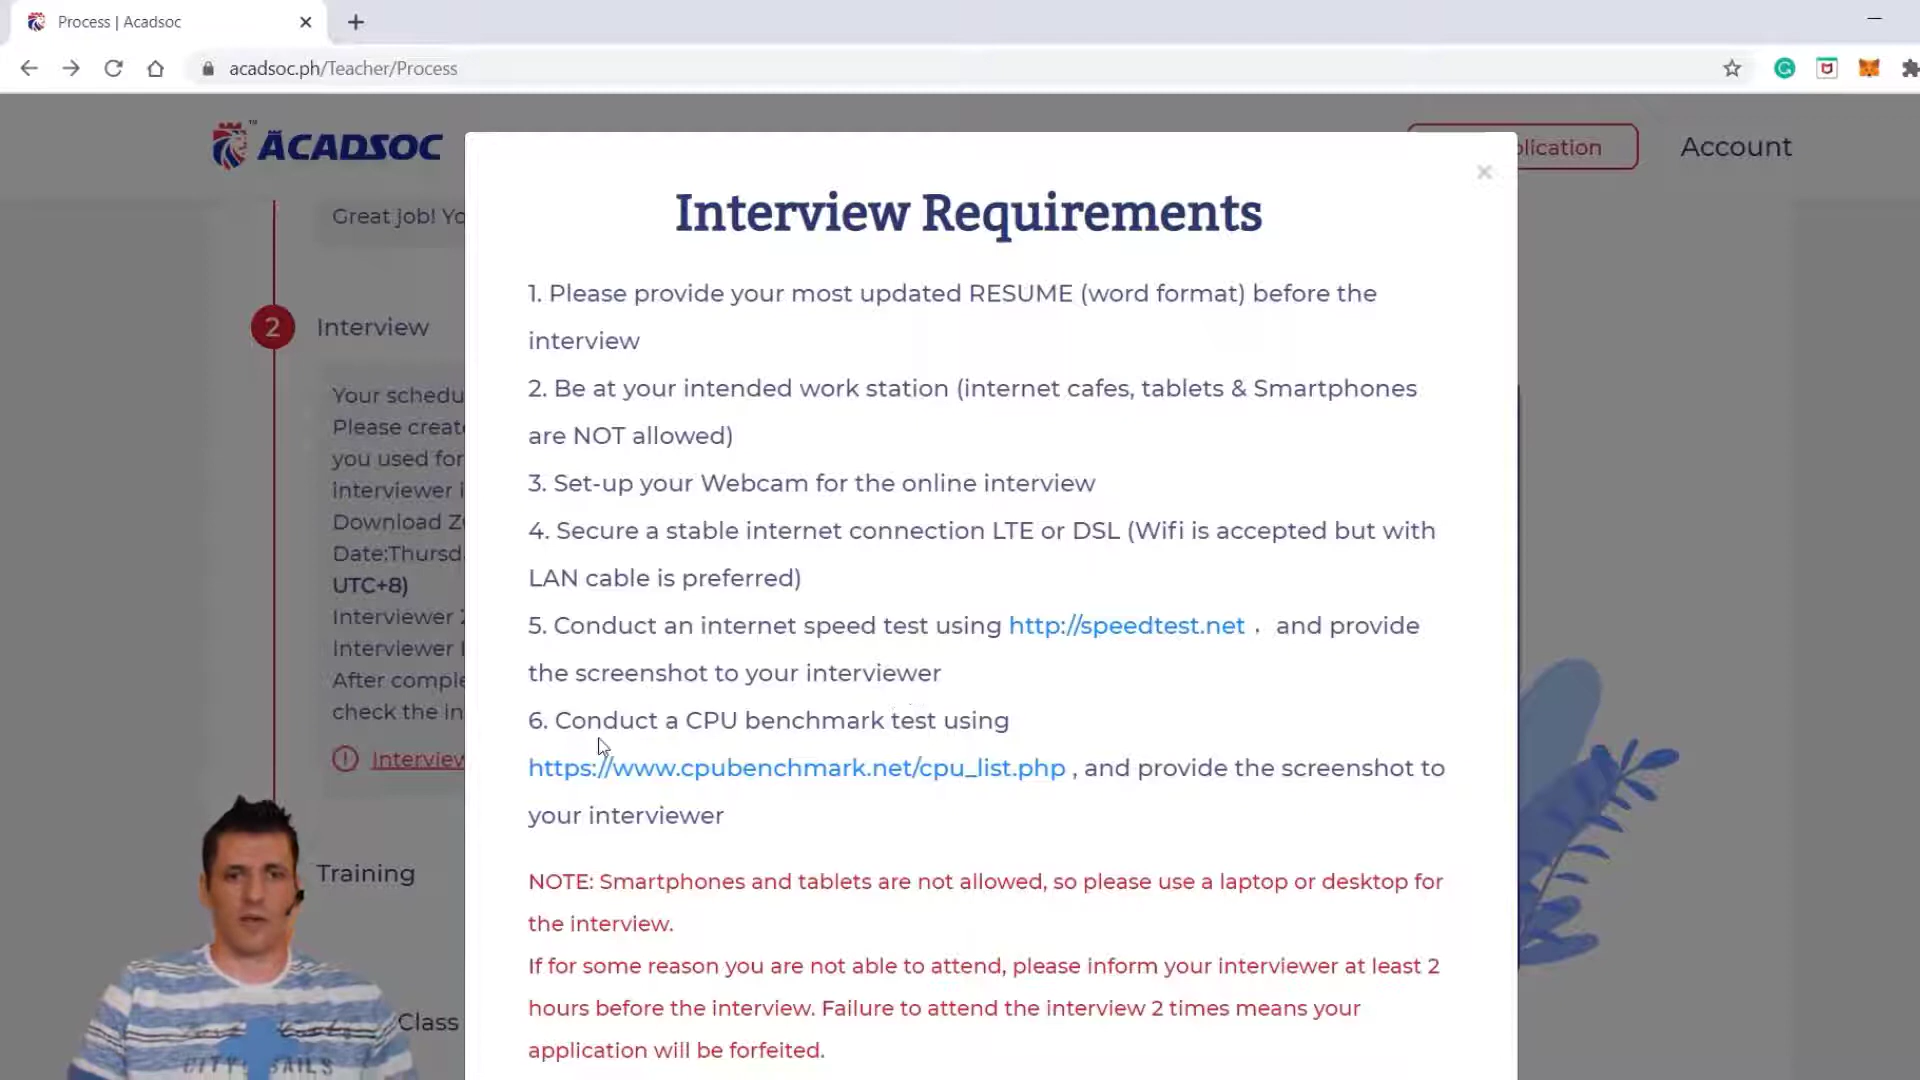 Process | Acadsoc
acadsoc.ph/Teacher/Process
ACADSOC™
plication
Account
Great job! Yo
2
Interview
Your schedu
Please create
you used for
interviewer i
Download Z
Date:Thursd
UTC+8)
Interviewer
Interviewer
After comple
check the in
Interview
Training
Class
Interview Requirements
1. Please provide your most updated RESUME (word format) before the
interview
2. Be at your intended work station (internet cafes, tablets & Smartphones
are NOT allowed)
3. Set-up your Webcam for the online interview
4. Secure a stable internet connection LTE or DSL (Wifi is accepted but with
LAN cable is preferred)
5. Conduct an internet speed test using http://speedtest.net , and provide
the screenshot to your interviewer
6. Conduct a CPU benchmark test using
https://www.cpubenchmark.net/cpu_list.php , and provide the screenshot to
your interviewer
NOTE: Smartphones and tablets are not allowed, so please use a laptop or desktop for
the interview.
If for some reason you are not able to attend, please inform your interviewer at least 2
hours before the interview. Failure to attend the interview 2 times means your
application will be forfeited.